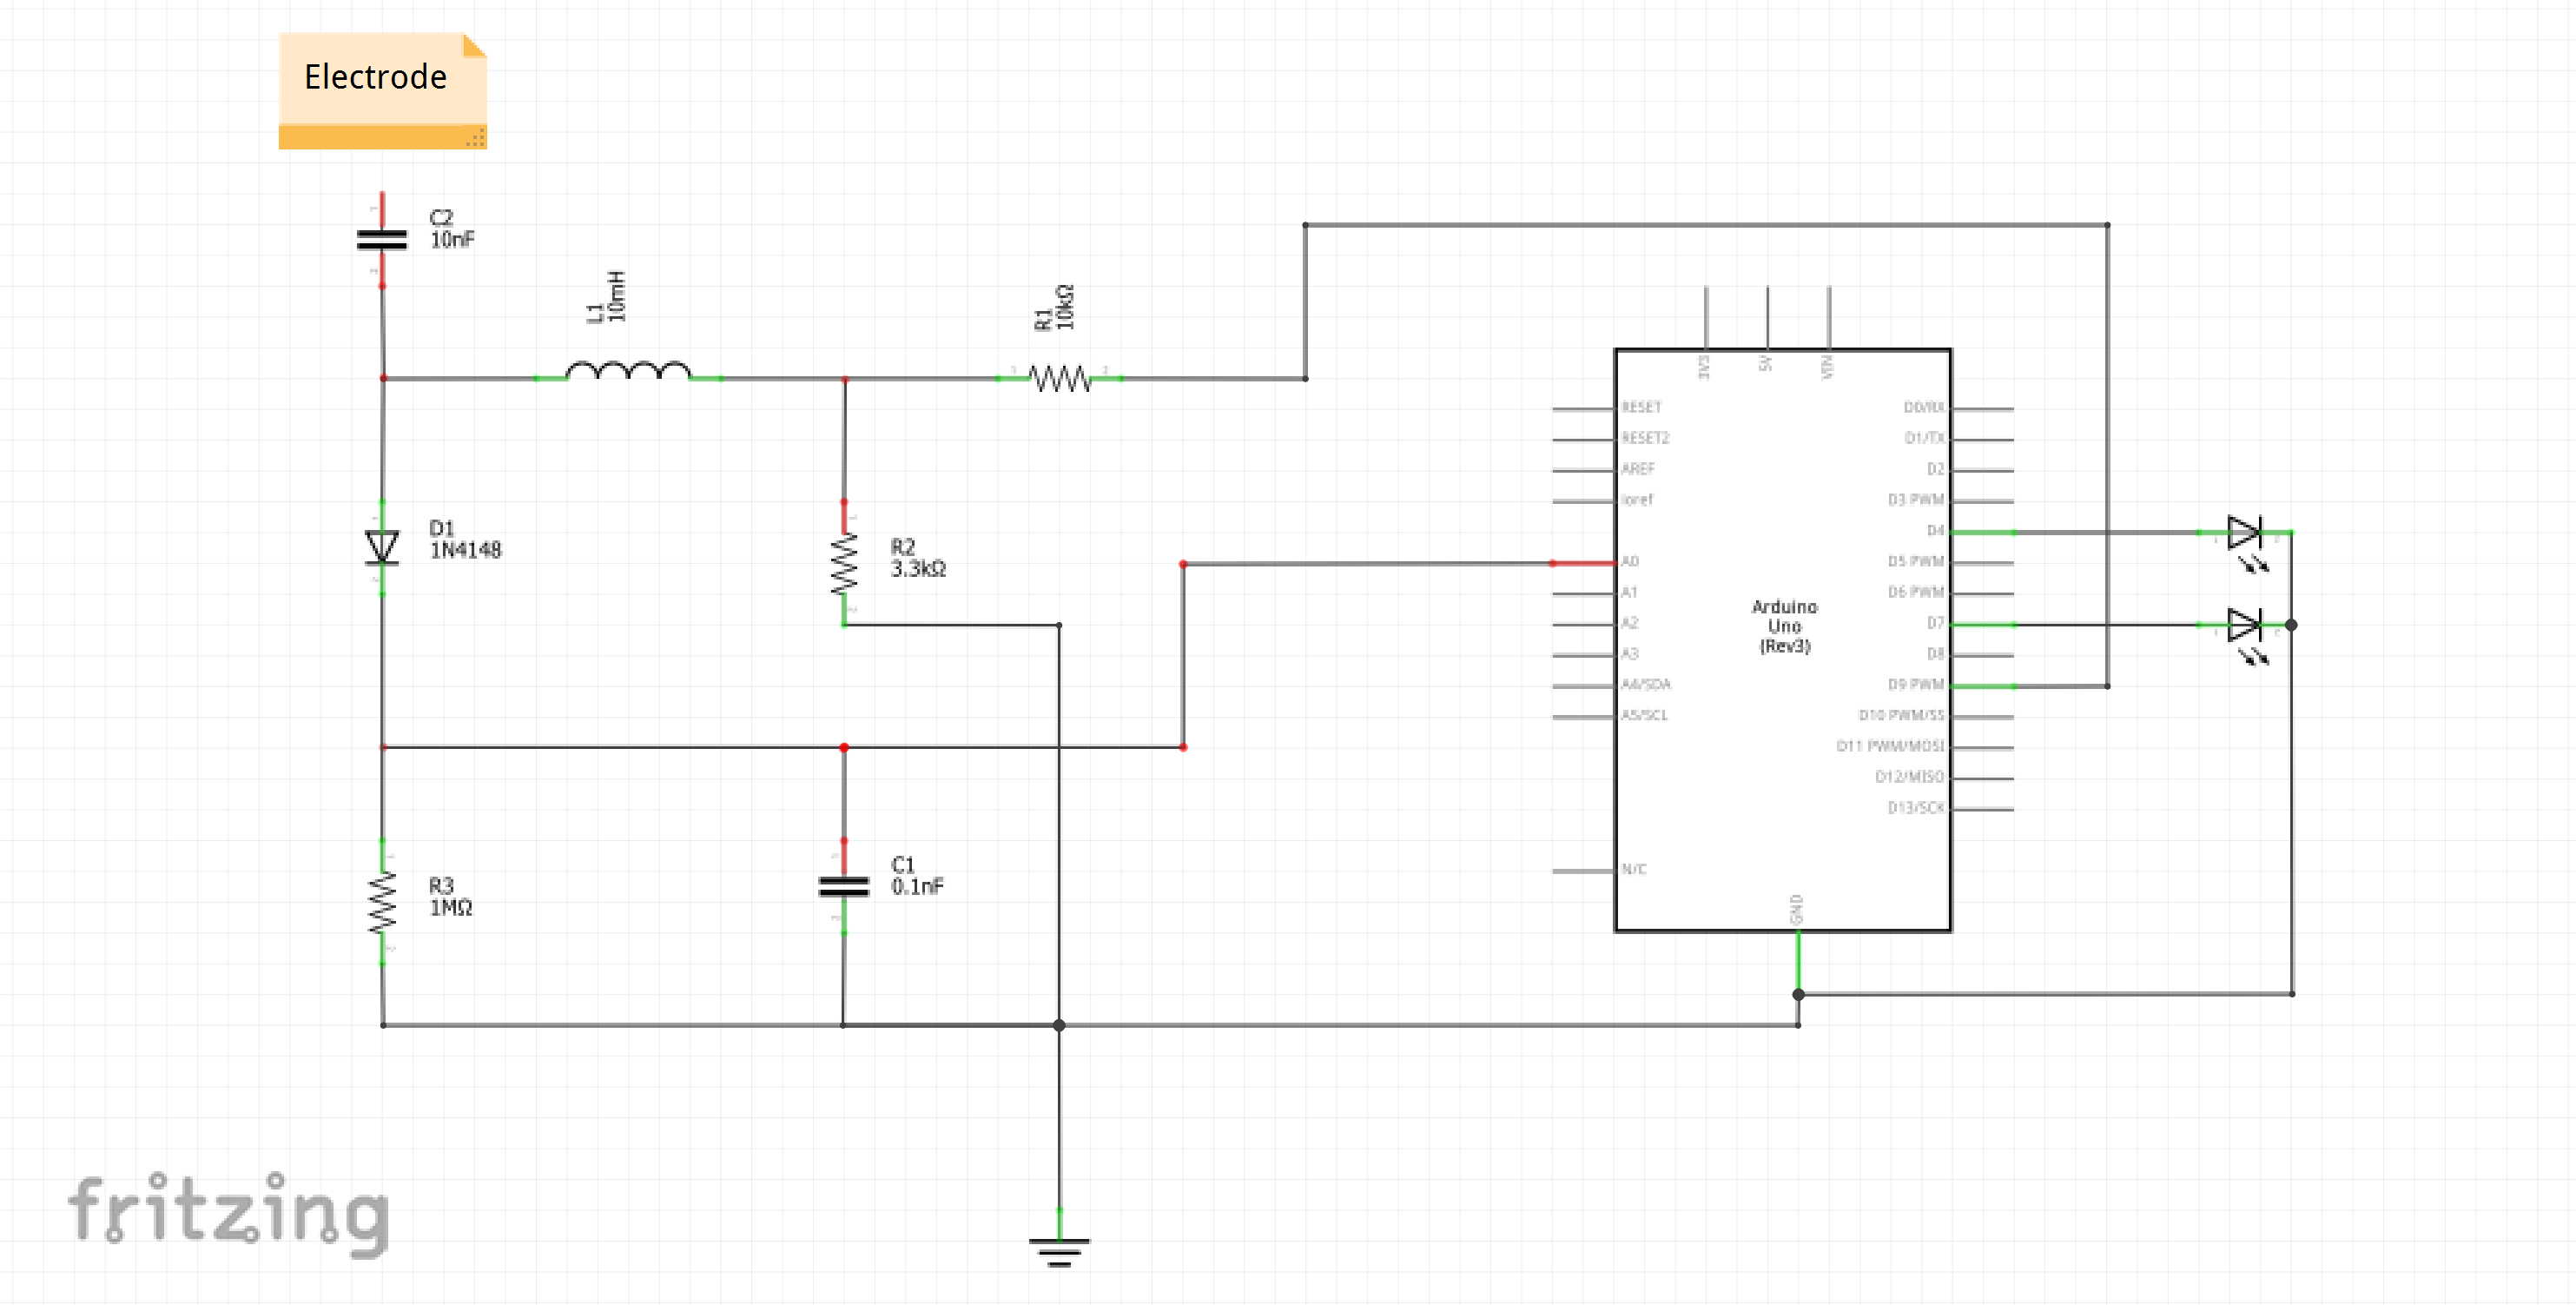 Electrode
C2
10nF
L1
10mH
R1
10kΩ
D1
1N4148
R2
3.3kΩ
R3
1MΩ
C1
0.1nF
3V3
5V
VIN
RESET
RESET2
AREF
ioref
A0
A1
A2
A3
A4/SDA
A5/SCL
N/C
Arduino
Uno
(Rev3)
D0/RX
D1/TX
D2
D3 PWM
D4
D5 PWM
D6 PWM
D7
D8
D9 PWM
D10 PWM/SS
D11 PWM/MOSI
D12/MISO
D13/SCK
GND
fritzing